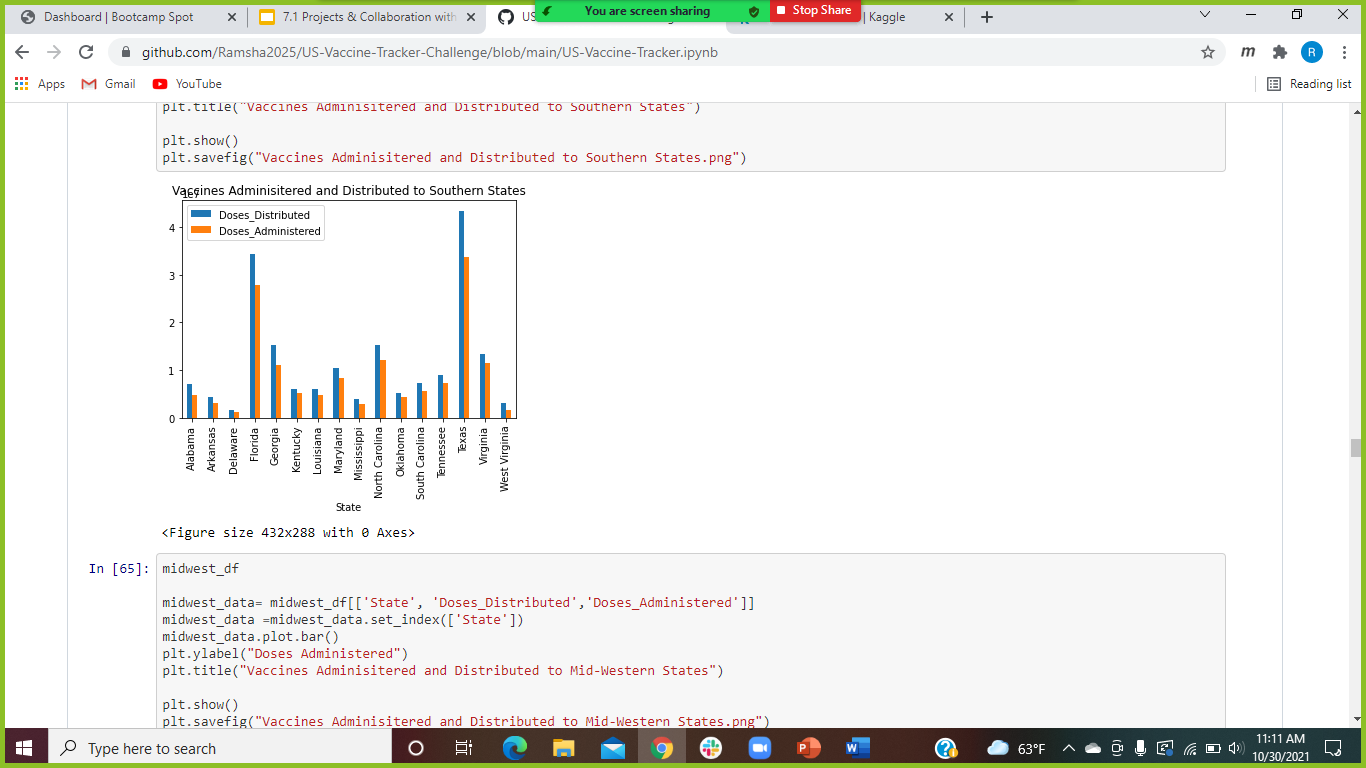 Dashboard | Bootcamp Spot
7.1 Projects & Collaboration with
US
You are screen sharing
Stop Share
| Kaggle
github.com/Ramsha2025/US-Vaccine-Tracker-Challenge/blob/main/US-Vaccine-Tracker.ipynb
m
R
Apps
Gmail
YouTube
Reading list
plt.title("Vaccines Adminisitered and Distributed to Southern States")
plt.show()
plt.savefig("Vaccines Adminisitered and Distributed to Southern States.png")
Vaccines Adminisitered and Distributed to Southern States
1e7
Doses_Distributed
Doses_Administered
4
3
2
1
0
Alabama
Arkansas
Delaware
Florida
Georgia
Kentucky
Louisiana
Maryland
Mississippi
North Carolina
Oklahoma
South Carolina
Tennessee
Texas
Virginia
West Virginia
State
<Figure size 432x288 with 0 Axes>
In [65]:
midwest_df
midwest_data= midwest_df[['State', 'Doses_Distributed','Doses_Administered']]
midwest_data =midwest_data.set_index(['State'])
midwest_data.plot.bar()
plt.ylabel("Doses Administered")
plt.title("Vaccines Adminisitered and Distributed to Mid-Western States")
plt.show()
plt.savefig("Vaccines Adminisitered and Distributed to Mid-Western States.png")
Type here to search
63°F
11:11 AM
10/30/2021